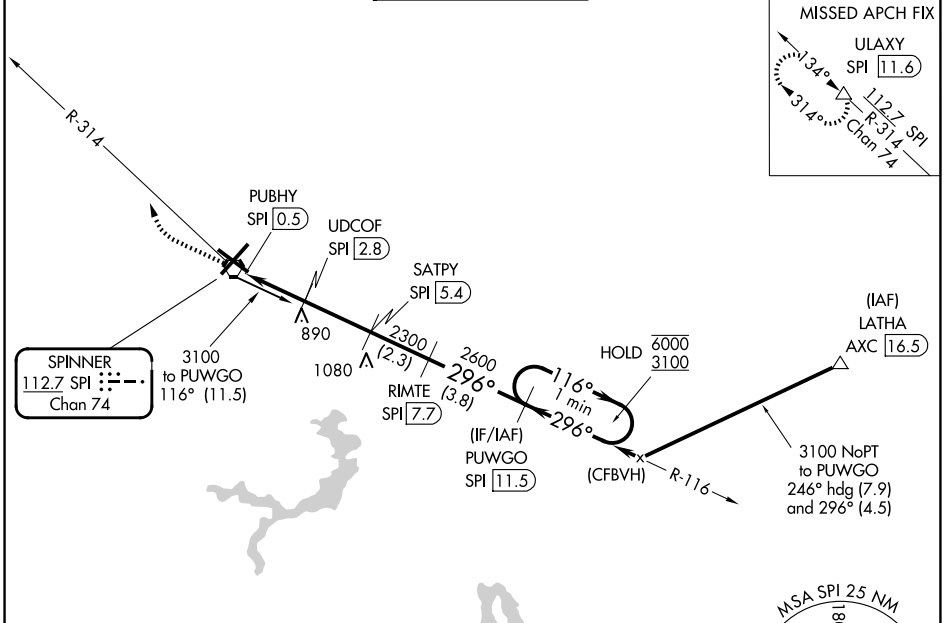 MISSED APCH FIX
ULAXY
SPI 11.6
134°
314°
112.7 SPI
R-314
Chan 74
R-314
PUBHY
SPI 0.5
UDCOF
SPI 2.8
SATPY
SPI 5.4
(IAF)
LATHA
AXC 16.5
890
1080
2300
(2.3)
2600
296°
(3.8)
RIMTE
SPI 7.7
HOLD 6000
3100
116°
1 min
296°
SPINNER
112.7 SPI
Chan 74
3100
to PUWGO
116° (11.5)
(IF/IAF)
PUWGO
SPI 11.5
(CFBVH)
R-116
3100 NoPT
to PUWGO
246° hdg (7.9)
and 296° (4.5)
MSA SPI 25 NM